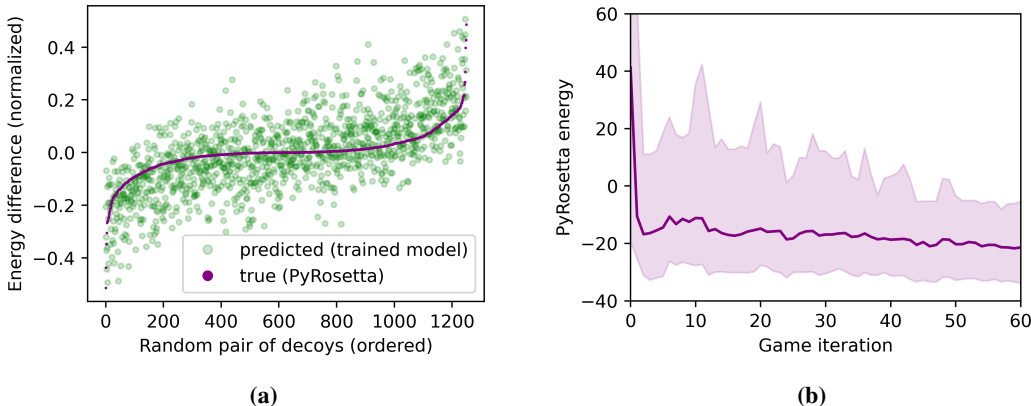 Energy difference (normalized)
0.4
0.2
0.0
−0.2
−0.4
predicted (trained model)
true (PyRosetta)
0 200 400 600 800 1000 1200
Random pair of decoys (ordered)
(a)
PyRosetta energy
60
40
20
0
−20
−40
0 10 20 30 40 50 60
Game iteration
(b)